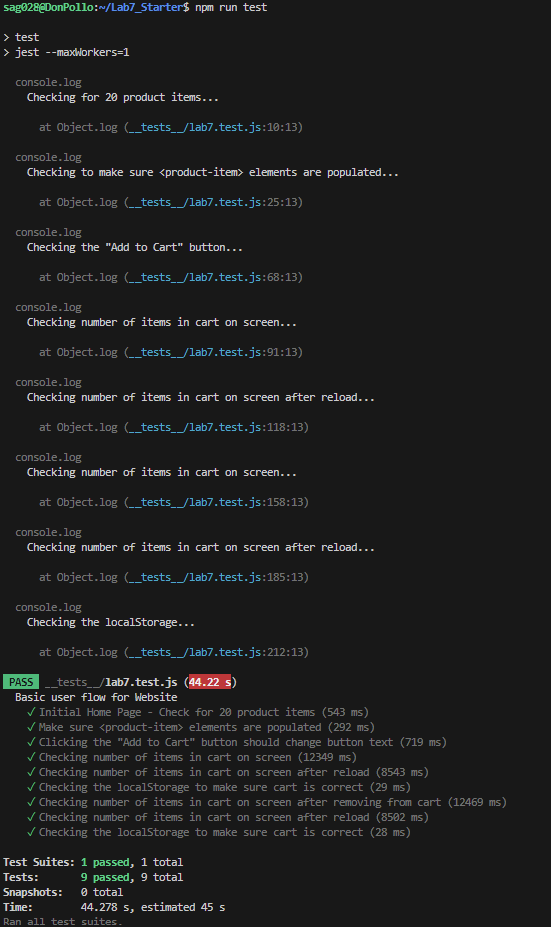 sag028@DonPollo:~/Lab7_Starter$ npm run test
> test
> jest --maxWorkers=1
console.log
Checking for 20 product items...
at Object.log (__tests__/lab7.test.js:10:13)
console.log
Checking to make sure <product-item> elements are populated...
at Object.log (__tests__/lab7.test.js:25:13)
console.log
Checking the "Add to Cart" button...
at Object.log (__tests__/lab7.test.js:68:13)
console.log
Checking number of items in cart on screen...
at Object.log (__tests__/lab7.test.js:91:13)
console.log
Checking number of items in cart on screen after reload...
at Object.log (__tests__/lab7.test.js:118:13)
console.log
Checking number of items in cart on screen...
at Object.log (__tests__/lab7.test.js:158:13)
console.log
Checking number of items in cart on screen after reload...
at Object.log (__tests__/lab7.test.js:185:13)
console.log
Checking the localStorage...
at Object.log (__tests__/lab7.test.js:212:13)
PASS __tests__/lab7.test.js (44.22 s)
Basic user flow for Website
✓ Initial Home Page - Check for 20 product items (543 ms)
✓ Make sure <product-item> elements are populated (292 ms)
✓ Clicking the "Add to Cart" button should change button text (719 ms)
✓ Checking number of items in cart on screen (12349 ms)
✓ Checking number of items in cart on screen after reload (8543 ms)
✓ Checking the localStorage to make sure cart is correct (29 ms)
✓ Checking number of items in cart on screen after removing from cart (12469 ms)
✓ Checking number of items in cart on screen after reload (8502 ms)
✓ Checking the localStorage to make sure cart is correct (28 ms)
Test Suites: 1 passed, 1 total
Tests: 9 passed, 9 total
Snapshots: 0 total
Time: 44.278 s, estimated 45 s
Ran all test suites.